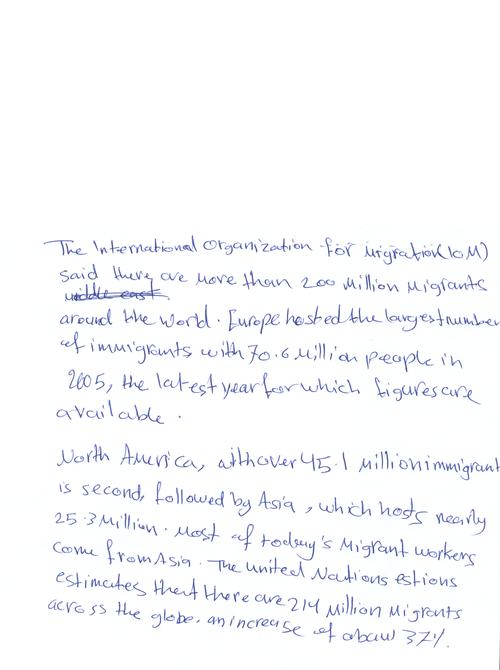 The International Organization for migration (IOM)
said there are more than 200 Million Migrants
middle east
around the world. Europe hosted the largest number
of immigrants with 70.6 Million people in
2005, the latest year for which figures are
available.
North America, with over 45.1 Million immigrant
is second, followed by Asia, which hosts nearly
25.3 Million. Most of today's Migrant workers
come from Asia. The united Nations
estimates that there are 214 Million Migrants
across the globe, an increase of 37%.